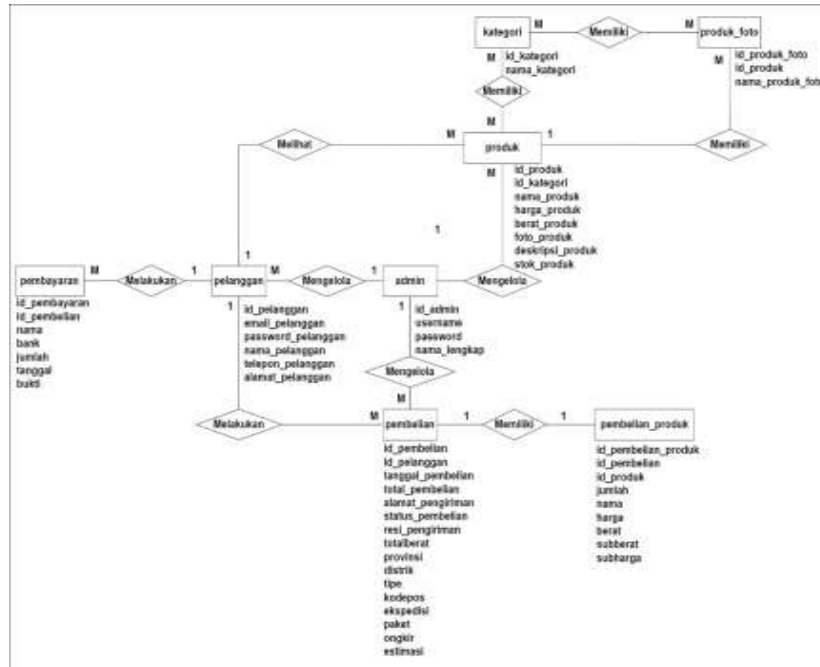 kategori
M
Memiliki
M
produk_foto
M
id_kategori
nama_kategori
id_produk_foto
id_produk
nama_produk_foto
M
Memiliki
M
Melihat
M
produk
1
Memiliki
M
id_produk
id_kategori
nama_produk
harga_produk
berat_produk
foto_produk
deskripsi_produk
stok_produk
1
1
pembayaran
M
Melakukan
1
pelanggan
M
Mengelola
1
admin
Mengelola
id_pembayaran
id_pembelian
nama
bank
jumlah
tanggal
bukti
1
id_pelanggan
email_pelanggan
password_pelanggan
nama_pelanggan
telepon_pelanggan
alamat_pelanggan
1
id_admin
username
password
nama_lengkap
Mengelola
M
Melakukan
M
pembelian
1
Memiliki
1
pembelian_produk
id_pembelian
id_pelanggan
tanggal_pembelian
total_pembelian
alamat_pengiriman
status_pembelian
resi_pengiriman
totalberat
provinsi
distrik
tipe
kodepos
ekspedisi
paket
ongkir
estimasi
id_pembelian_produk
id_pembelian
id_produk
jumlah
nama
harga
berat
subberat
subharga